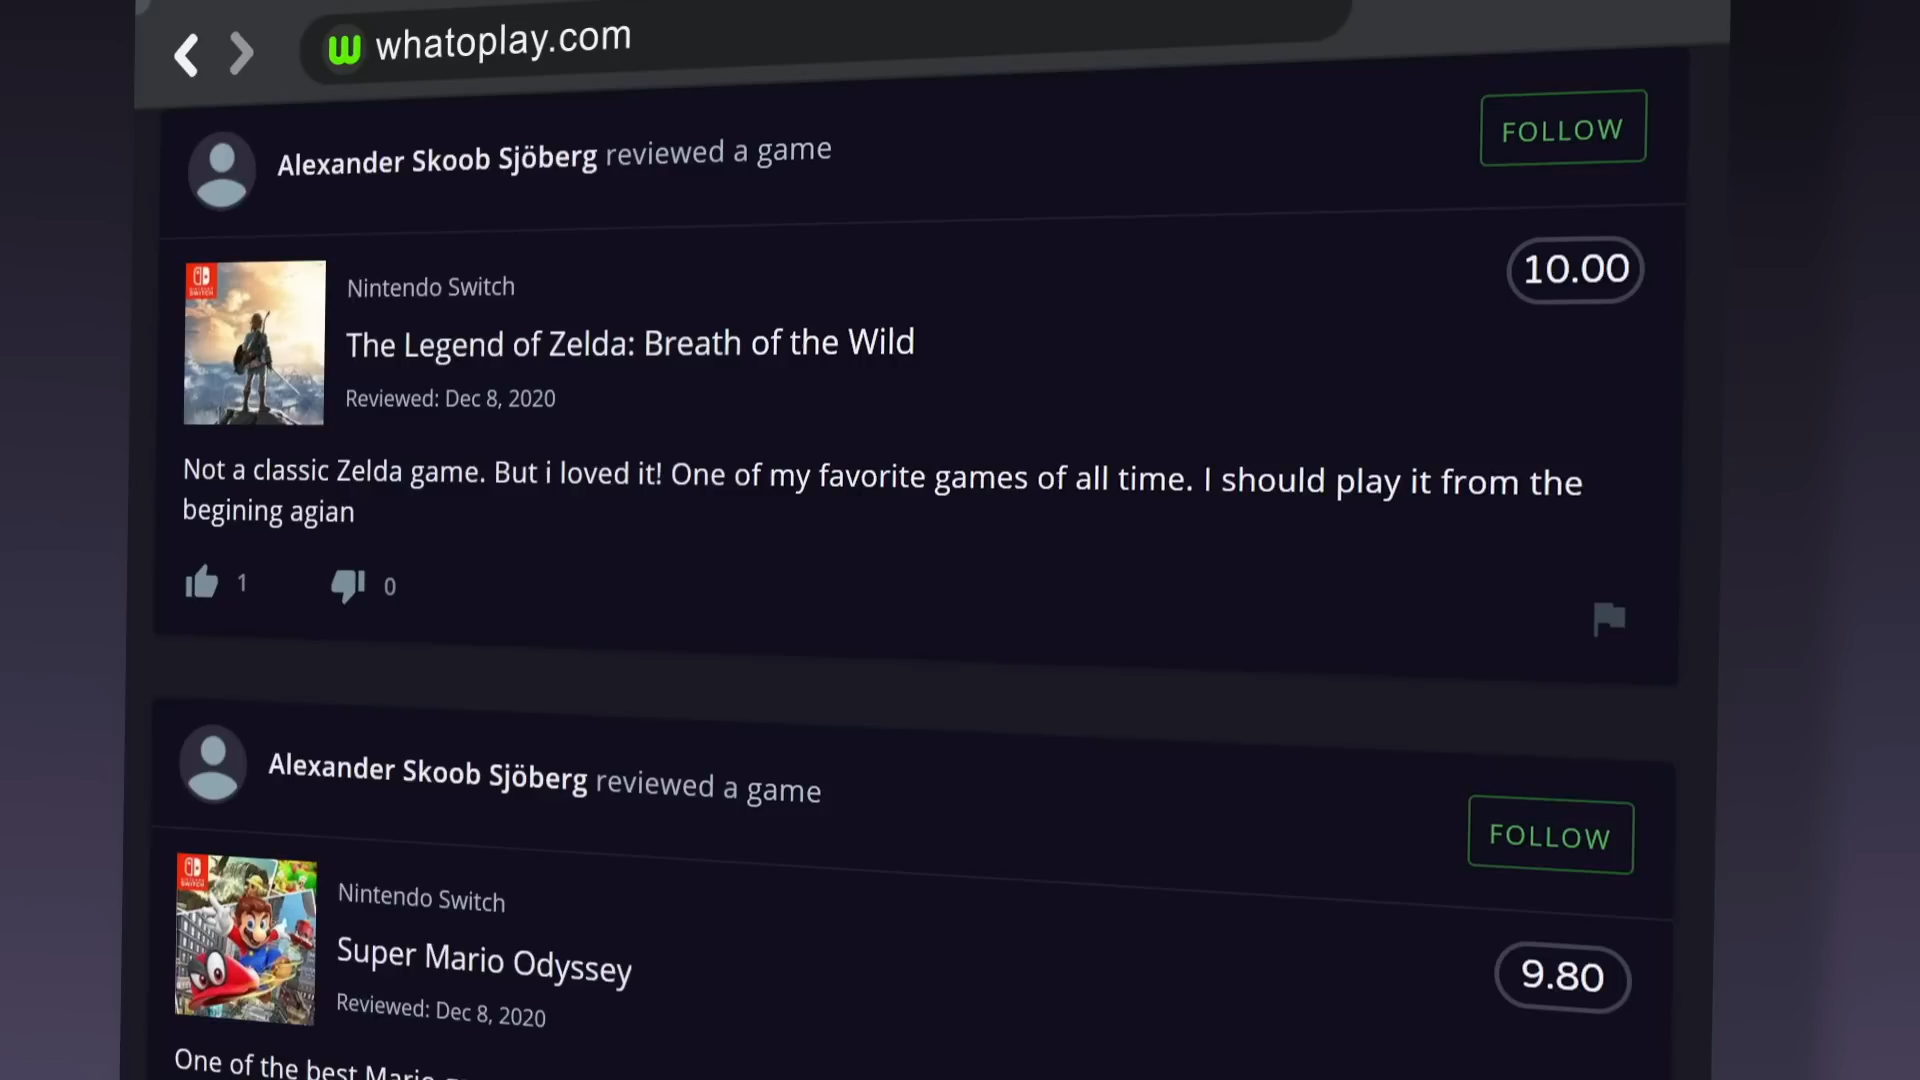 whatoplay.com
Alexander Skoob Sjöberg reviewed a game
FOLLOW
Nintendo Switch
10.00
The Legend of Zelda: Breath of the Wild
Reviewed: Dec 8, 2020
Not a classic Zelda game. But i loved it! One of my favorite games of all time. I should play it from the
begining agian
1
0
Alexander Skoob Sjöberg reviewed a game
FOLLOW
Nintendo Switch
Super Mario Odyssey
9.80
Reviewed: Dec 8, 2020
One of the best Mario